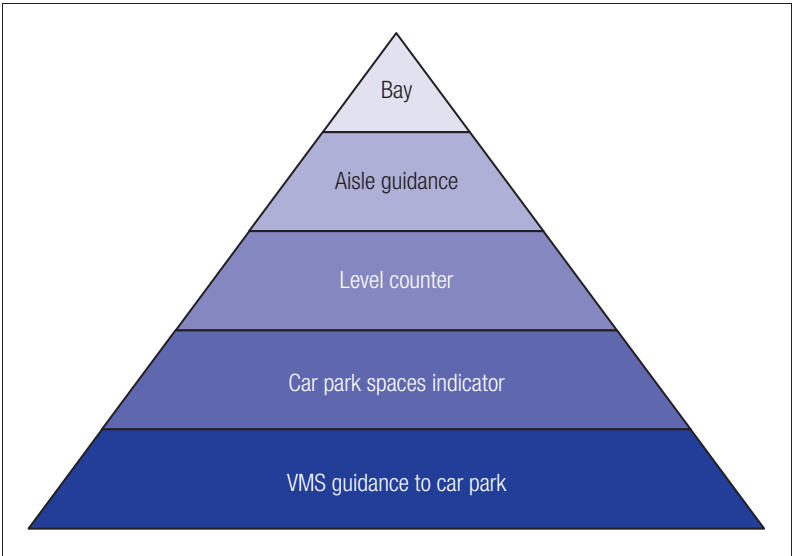 Bay
Aisle guidance
Level counter
Car park spaces indicator
VMS guidance to car park